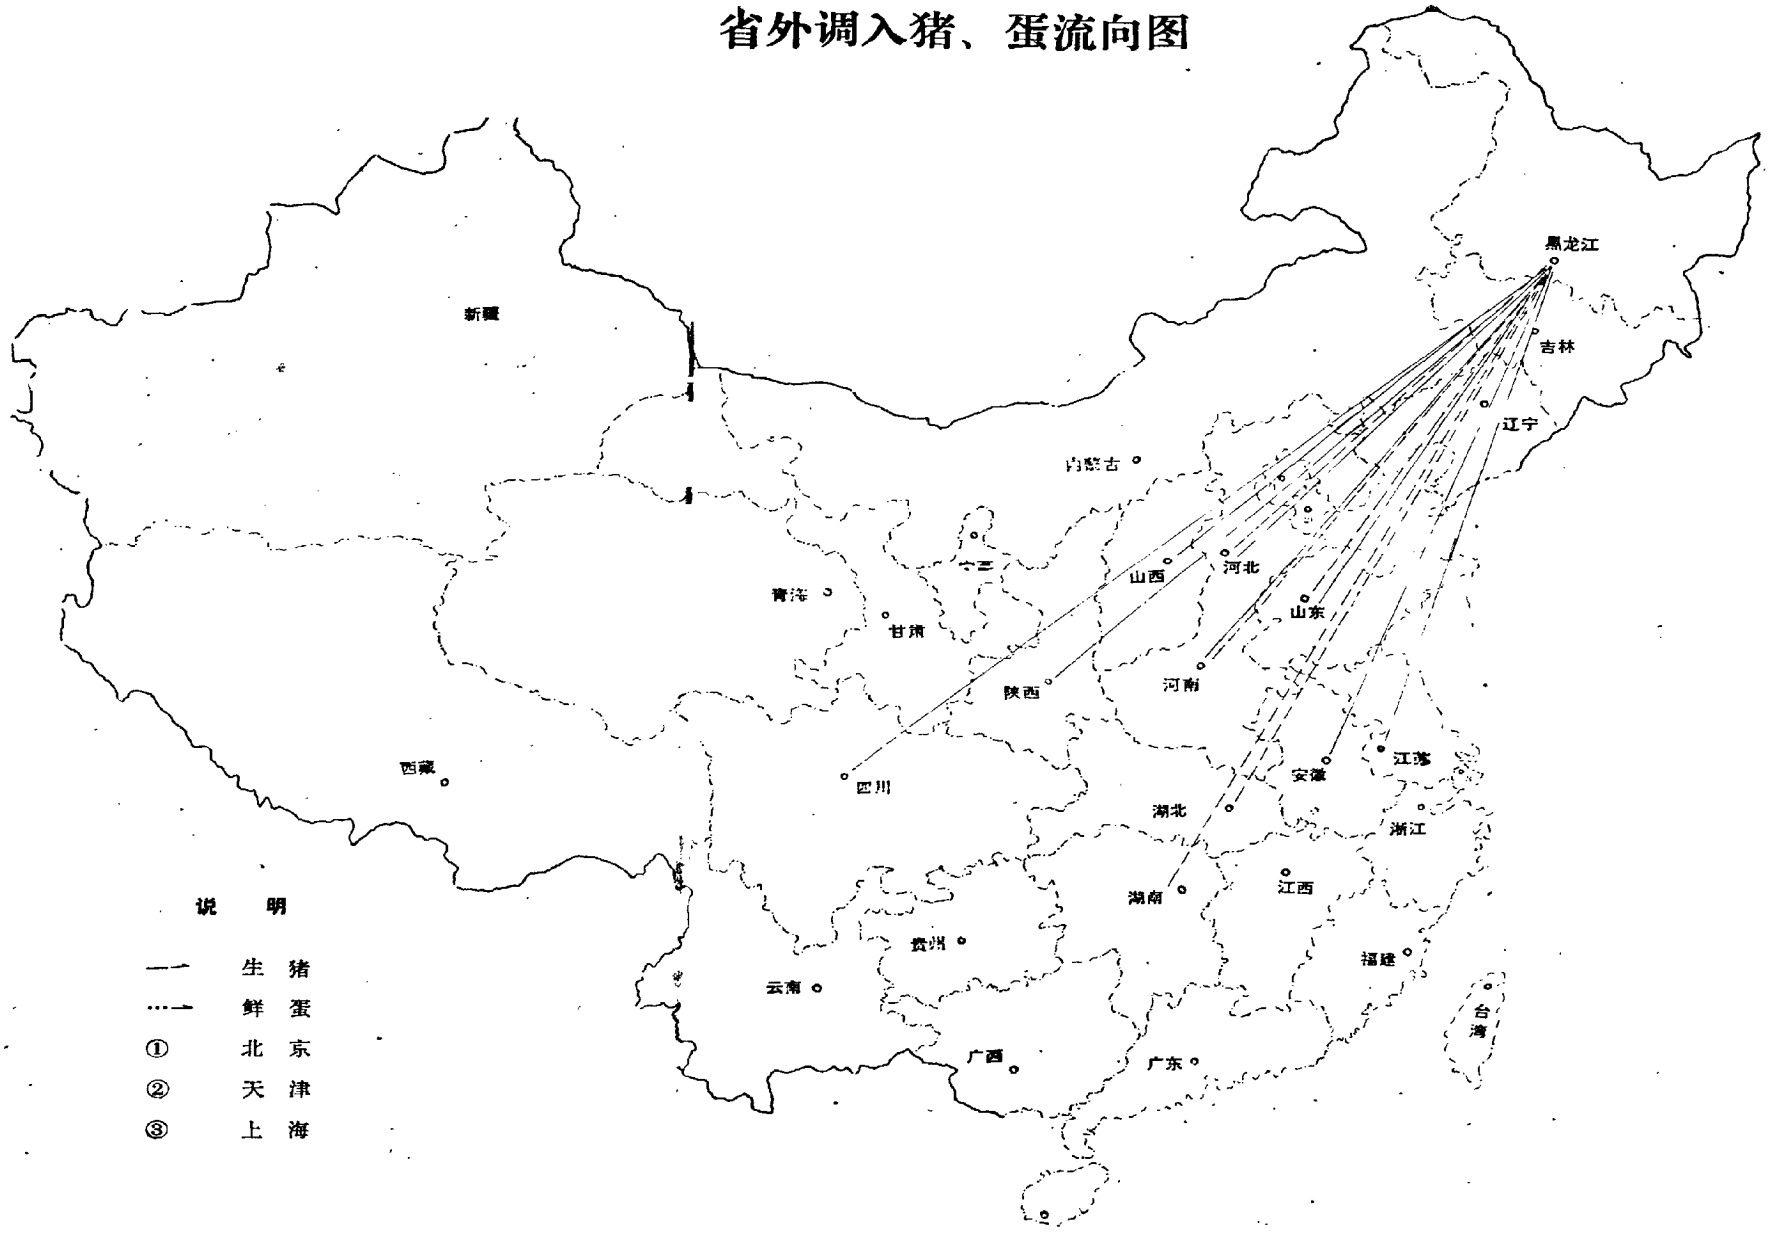 省外调入猪、蛋流向图
黑龙江
新疆
吉林
辽宁
内蒙古
山西
河北
青海
甘肃
山东
陕西
河南
西藏
四川
安徽
江苏
湖北
浙江
湖南
江西
贵州
福建
云南
台湾
广西
广东
说 明
生 猪
鲜 蛋
① 北 京
② 天 津
③ 上 海